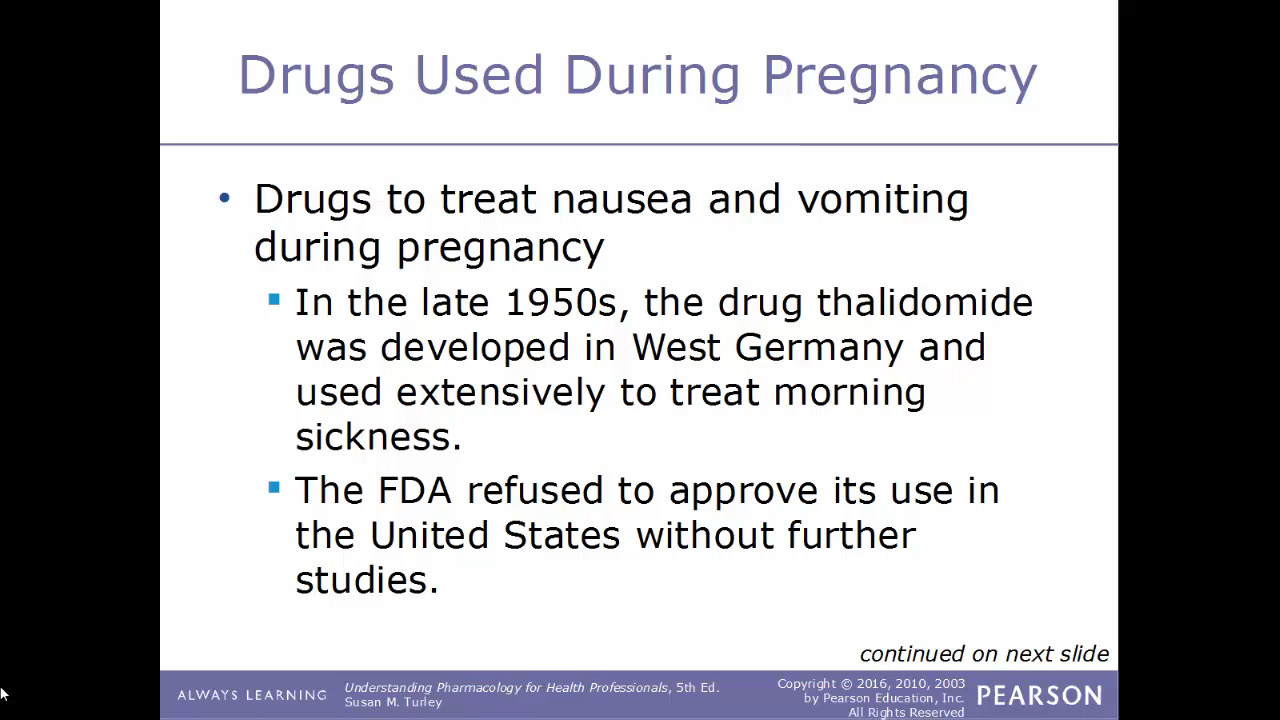 Drugs Used During Pregnancy
• Drugs to treat nausea and vomiting
during pregnancy
▪ In the late 1950s, the drug thalidomide
was developed in West Germany and
used extensively to treat morning
sickness.
▪ The FDA refused to approve its use in
the United States without further
studies.
continued on next slide
ALWAYS LEARNING
Understanding Pharmacology for Health Professionals, 5th Ed.
Susan M. Turley
Copyright © 2016, 2010, 2003
by Pearson Education, Inc.
All Rights Reserved
PEARSON